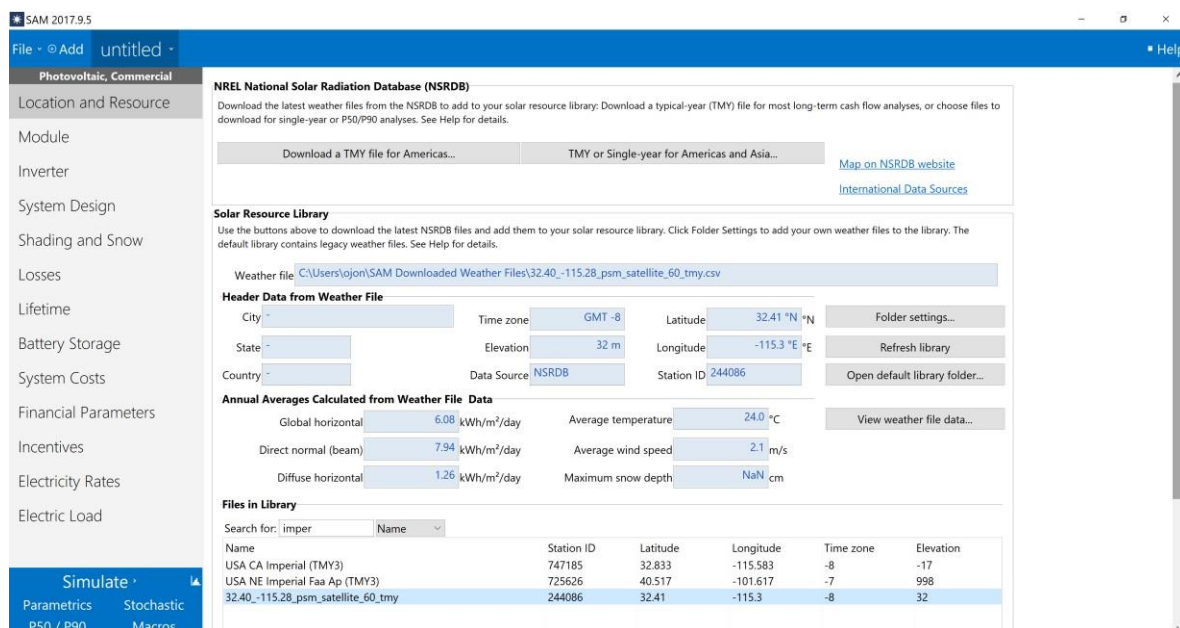 SAM 2017.9.5
File Add untitled Help
Photovoltaic, Commercial
Location and Resource
Module
Inverter
System Design
Shading and Snow
Losses
Lifetime
Battery Storage
System Costs
Financial Parameters
Incentives
Electricity Rates
Electric Load
Simulate
Parametrics Stochastic
P50 / P90 Macros
NREL National Solar Radiation Database (NSRDB)
Download the latest weather files from the NSRDB to add to your solar resource library: Download a typical-year (TMY) file for most long-term cash flow analyses, or choose files to
download for single-year or P50/P90 analyses. See Help for details.
Download a TMY file for Americas... TMY or Single-year for Americas and Asia...
Map on NSRDB website
International Data Sources
Solar Resource Library
Use the buttons above to download the latest NSRDB files and add them to your solar resource library. Click Folder Settings to add your own weather files to the library. The
default library contains legacy weather files. See Help for details.
Weather file C:\Users\ojon\SAM Downloaded Weather Files\32.40_-115.28_psm_satellite_60_tmy.csv
Header Data from Weather File
City - Time zone GMT -8 Latitude 32.41 °N °N Folder settings...
State - Elevation 32 m Longitude -115.3 °E °E Refresh library
Country - Data Source NSRDB Station ID 244086 Open default library folder...
Annual Averages Calculated from Weather File Data
Global horizontal 6.08 kWh/m²/day Average temperature 24.0 °C View weather file data...
Direct normal (beam) 7.94 kWh/m²/day Average wind speed 2.1 m/s
Diffuse horizontal 1.26 kWh/m²/day Maximum snow depth NaN cm
Files in Library
Search for: imper Name
Name Station ID Latitude Longitude Time zone Elevation
USA CA Imperial (TMY3) 747185 32.833 -115.583 -8 -17
USA NE Imperial Faa Ap (TMY3) 725626 40.517 -101.617 -7 998
32.40_-115.28_psm_satellite_60_tmy 244086 32.41 -115.3 -8 32